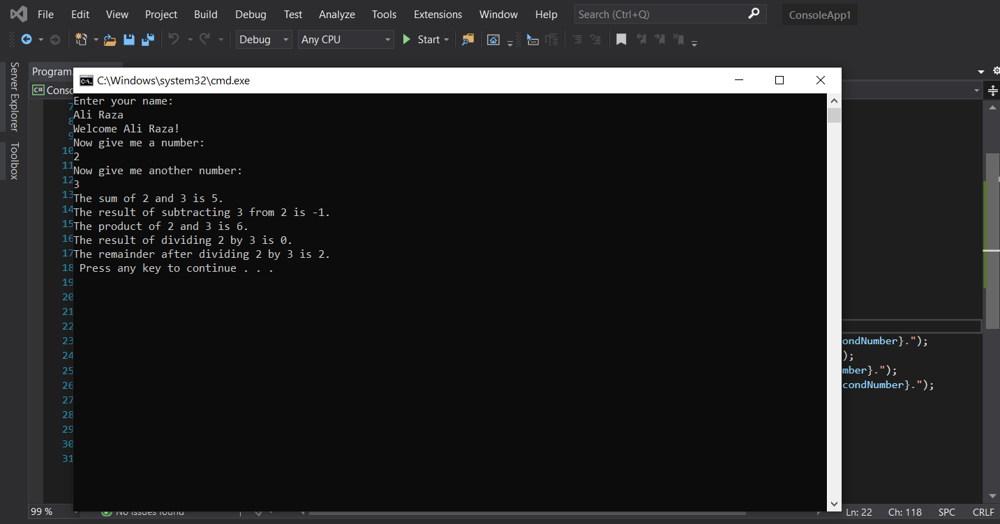 File Edit View Project Build Debug Test Analyze Tools Extensions Window Help Search (Ctrl+Q) ConsoleApp1
Debug Any CPU Start
Server Explorer
Toolbox
Program.
C:\Windows\system32\cmd.exe
C# Conso
Enter your name:
Ali Raza
Welcome Ali Raza!
Now give me a number:
2
Now give me another number:
3
The sum of 2 and 3 is 5.
The result of subtracting 3 from 2 is -1.
The product of 2 and 3 is 6.
The result of dividing 2 by 3 is 0.
The remainder after dividing 2 by 3 is 2.
Press any key to continue . . .
7
8
9
10
11
12
13
14
15
16
17
18
19
20
21
22
23 ondNumber}.");
24 );
25 mber}.");
26 condNumber}.");
27
28
29
30
31
99 % No issues found Ln: 22 Ch: 118 SPC CRLF